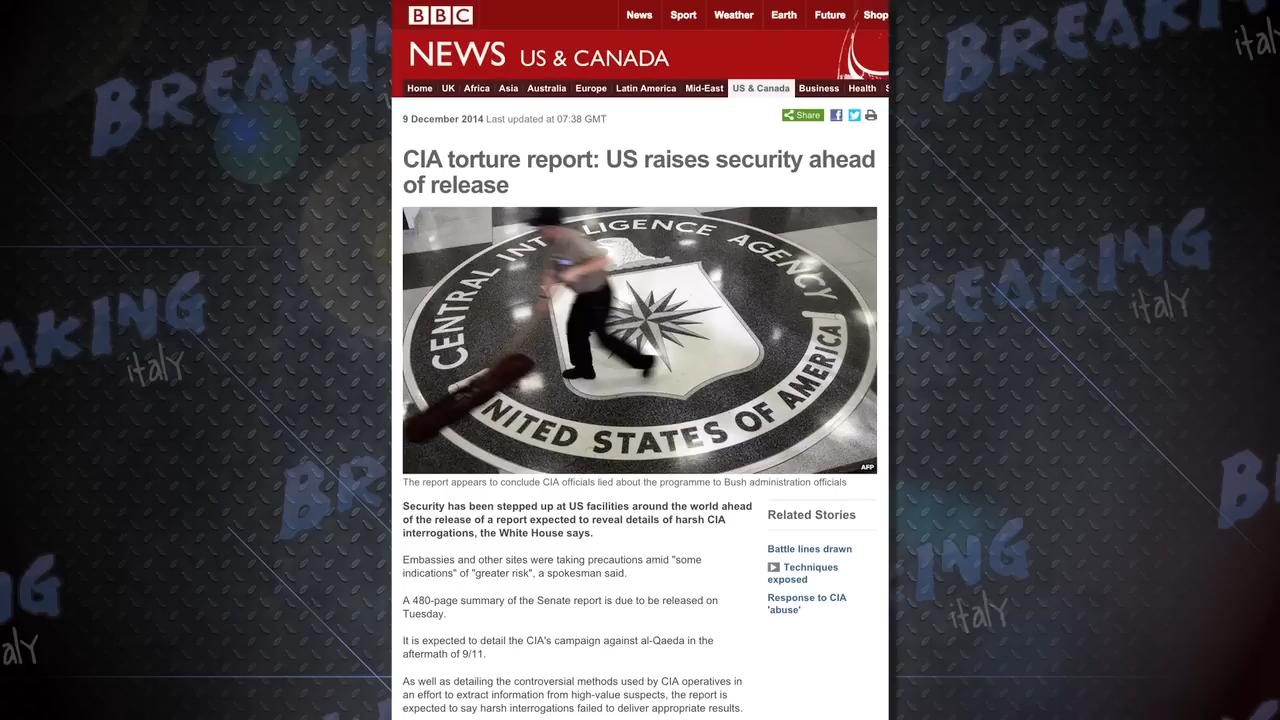 BBC
News Sport Weather Earth Future Shop
NEWS US & CANADA
Home UK Africa Asia Australia Europe Latin America Mid-East US & Canada Business Health S
9 December 2014 Last updated at 07:38 GMT
Share
CIA torture report: US raises security ahead
of release
CENTRAL INTELLIGENCE AGENCY
NITED STATES OF AMERICA
AFP
The report appears to conclude CIA officials lied about the programme to Bush administration officials
Security has been stepped up at US facilities around the world ahead
of the release of a report expected to reveal details of harsh CIA
interrogations, the White House says.
Embassies and other sites were taking precautions amid "some
indications" of "greater risk", a spokesman said.
A 480-page summary of the Senate report is due to be released on
Tuesday.
It is expected to detail the CIA's campaign against al-Qaeda in the
aftermath of 9/11.
As well as detailing the controversial methods used by CIA operatives in
an effort to extract information from high-value suspects, the report is
expected to say harsh interrogations failed to deliver appropriate results.
Related Stories
Battle lines drawn
Techniques
exposed
Response to CIA
'abuse'
BREAKING
BREAKING
ital
EAKING
italy
REAKING
italy
BREA
B
ING
italy
G
aly